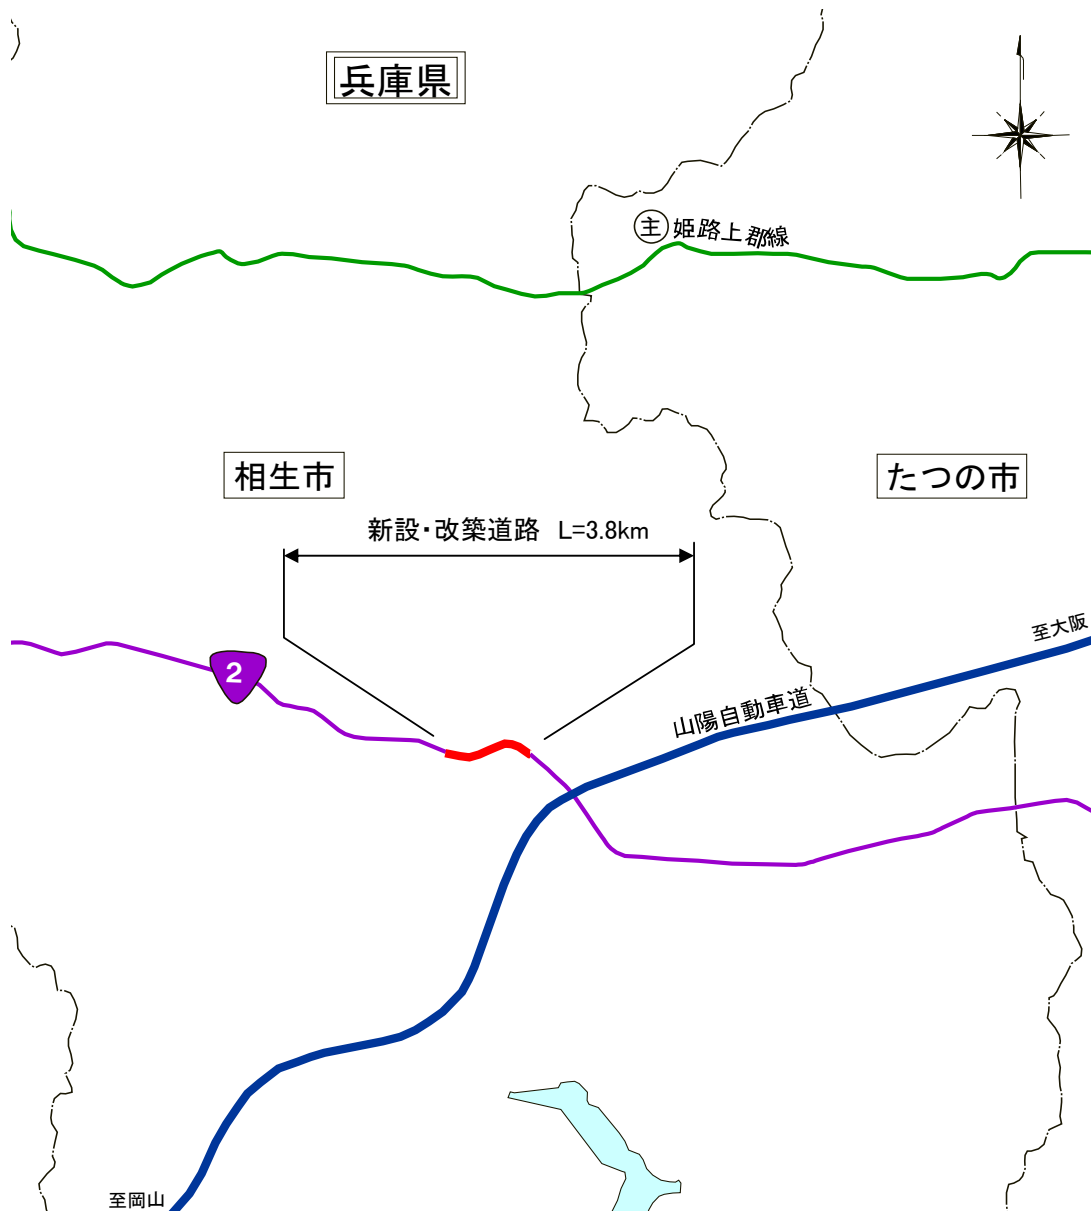 兵庫県
主 姫路上郡線
相生市
たつの市
新設・改築道路 L=3.8km
至大阪
2
山陽自動車道
至岡山